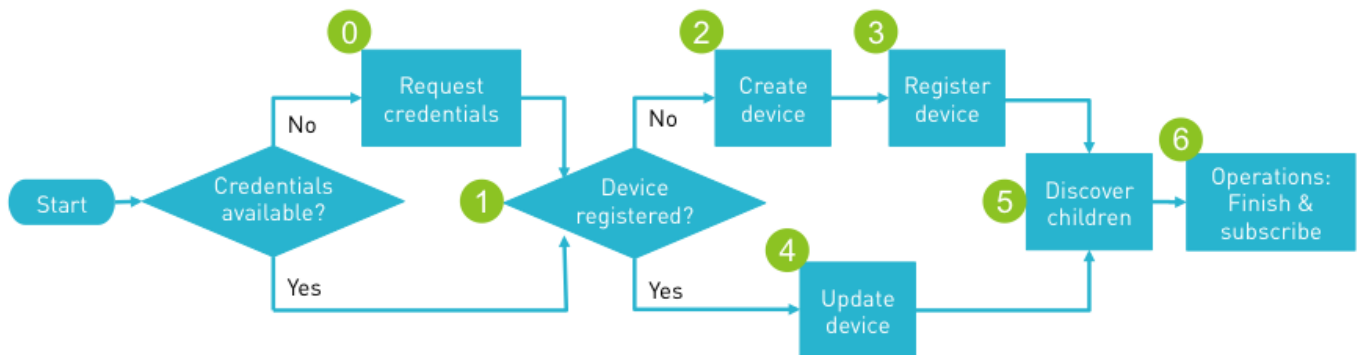 0
Request
credentials
No
Start
Credentials
available?
Yes
1
Device
registered?
No
2
Create
device
3
Register
device
Yes
4
Update
device
5
Discover
children
6
Operations:
Finish &
subscribe